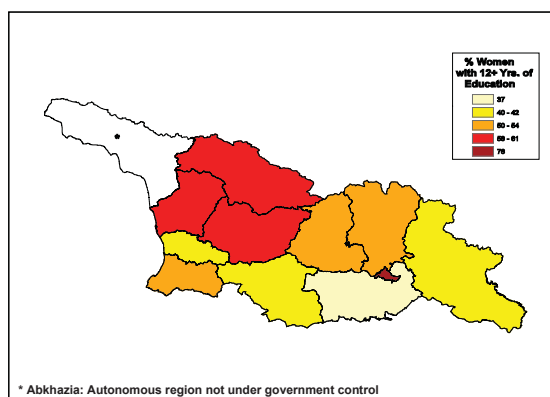 % Women
with 12+ Yrs. of
Education
37
40 - 42
50 - 54
58 - 61
76
*
* Abkhazia: Autonomous region not under government control